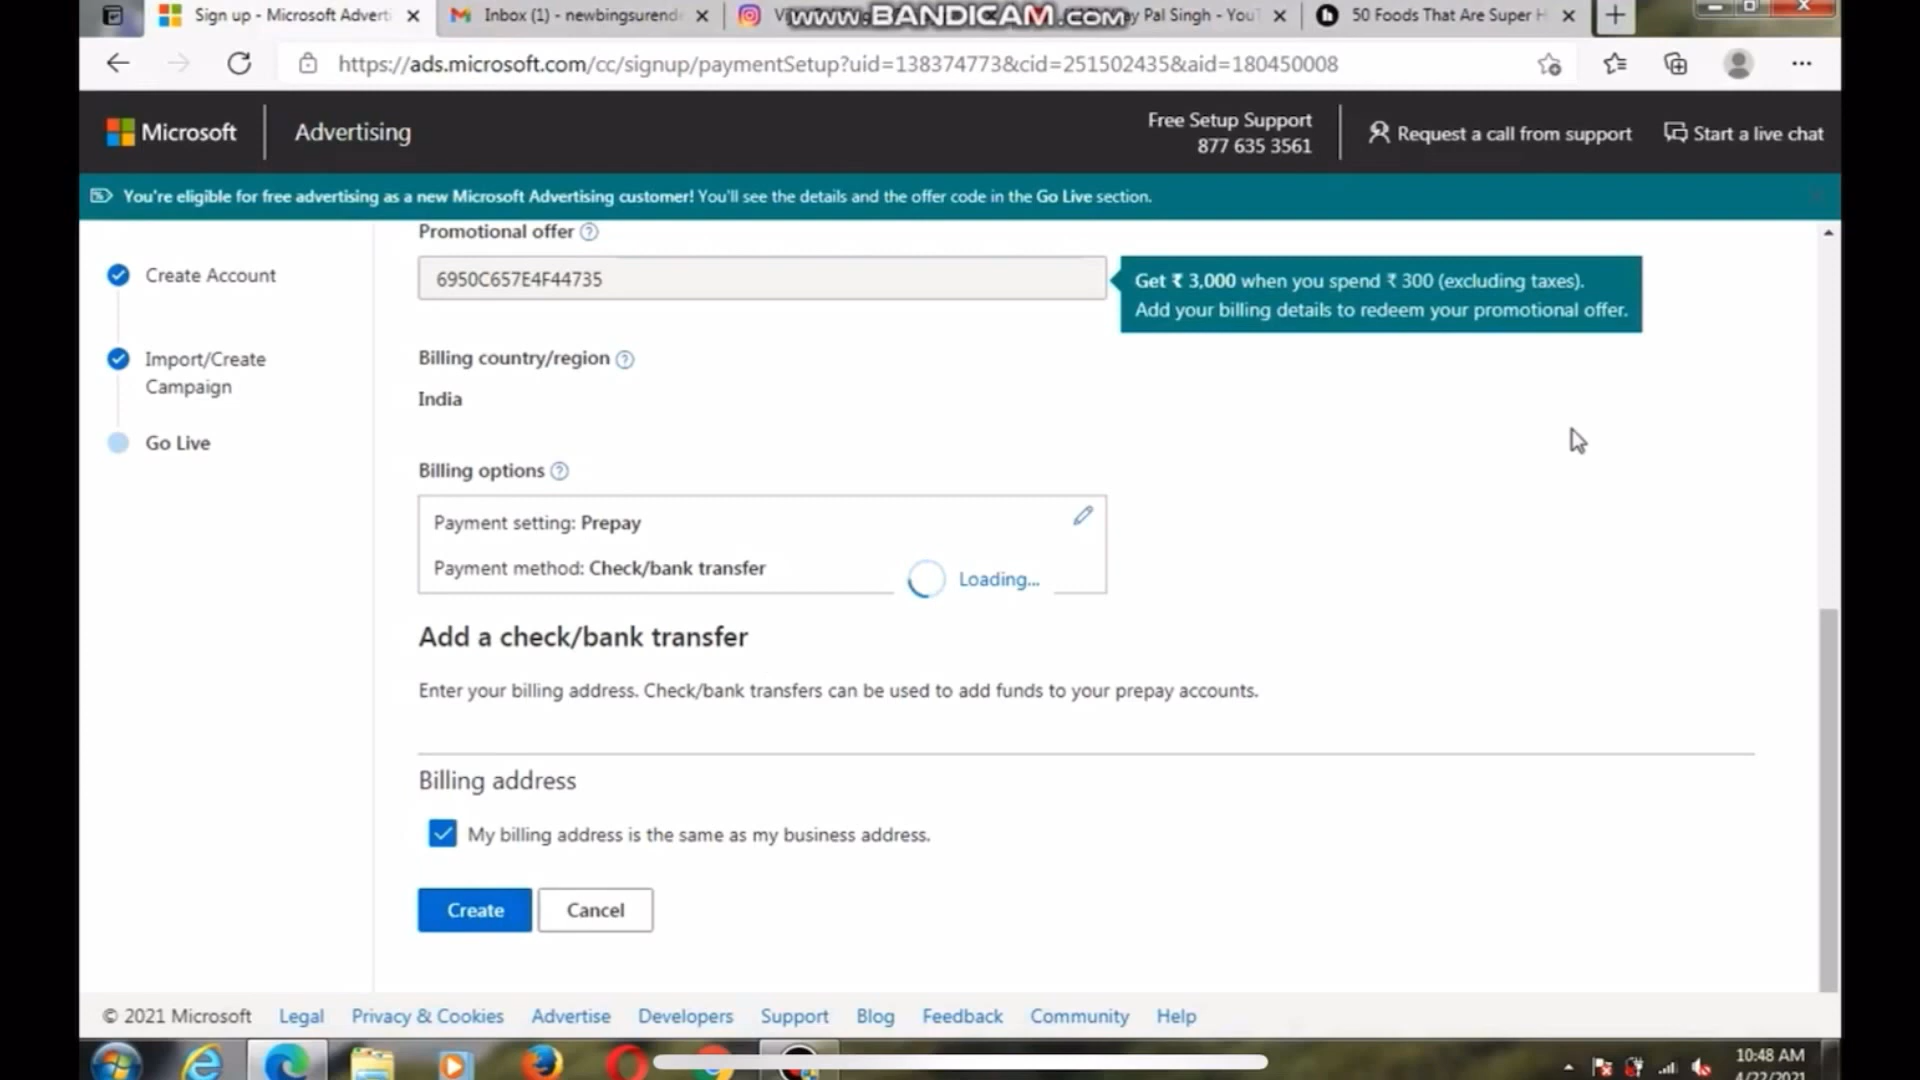 Sign up - Microsoft Adverti
Inbox (1) - newbingsurend
www.BANDICAM.com
Pal Singh - YouT
50 Foods That Are Super H
https://ads.microsoft.com/cc/signup/paymentSetup?uid=138374773&cid=251502435&aid=180450008
Microsoft
Advertising
Free Setup Support
877 635 3561
Request a call from support
Start a live chat
You're eligible for free advertising as a new Microsoft Advertising customer! You'll see the details and the offer code in the Go Live section.
Create Account
Import/Create
Campaign
Go Live
Promotional offer
6950C657E4F44735
Get ₹ 3,000 when you spend ₹ 300 (excluding taxes).
Add your billing details to redeem your promotional offer.
Billing country/region
India
Billing options
Payment setting: Prepay
Payment method: Check/bank transfer
Loading...
Add a check/bank transfer
Enter your billing address. Check/bank transfers can be used to add funds to your prepay accounts.
Billing address
My billing address is the same as my business address.
Create
Cancel
© 2021 Microsoft
Legal
Privacy & Cookies
Advertise
Developers
Support
Blog
Feedback
Community
Help
10:48 AM
4/22/2021